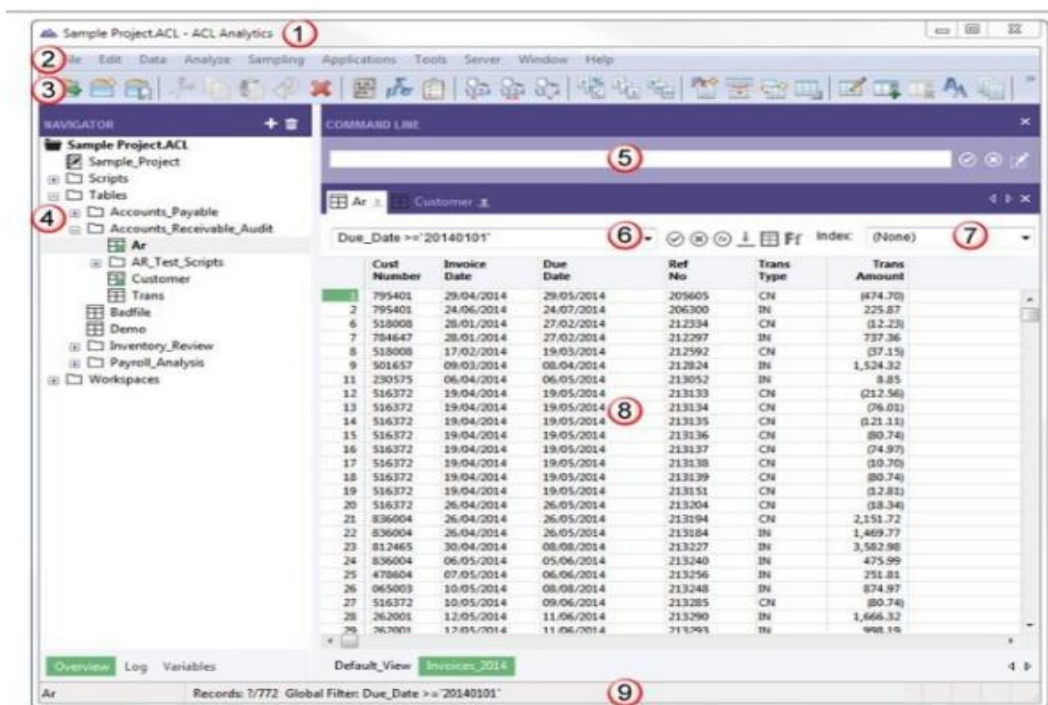 Sample Project.ACL - ACL Analytics 1
2 File Edit Data Analyze Sampling Applications Tools Server Window Help
3
NAVIGATOR
Sample Project.ACL
Sample_Project
Scripts
Tables
4
Accounts_Payable
Accounts_Receivable_Audit
Ar
AR_Test_Scripts
Customer
Trans
Badfile
Demo
Inventory_Review
Payroll_Analysis
Workspaces
Overview Log Variables
COMMAND LINE
5
Ar Customer
Due_Date >=`20140101` 6 Ff Index: (None) 7
Cust Number Invoice Date Due Date Ref No Trans Type Trans Amount
1 795401 29/04/2014 29/05/2014 205605 CN (474.70)
2 795401 24/06/2014 24/07/2014 206300 IN 225.87
6 518008 28/01/2014 27/02/2014 212334 CN (12.23)
7 784647 28/01/2014 27/02/2014 212297 IN 737.36
8 518008 17/02/2014 19/03/2014 212592 CN (37.15)
9 501657 09/03/2014 08/04/2014 212824 IN 1,524.32
11 230575 06/04/2014 06/05/2014 213052 IN 8.85
12 516372 19/04/2014 19/05/2014 213133 CN (212.56)
13 516372 19/04/2014 19/05/2014 213134 CN (76.01)
8
14 516372 19/04/2014 19/05/2014 213135 CN (121.11)
15 516372 19/04/2014 19/05/2014 213136 CN (80.74)
16 516372 19/04/2014 19/05/2014 213137 CN (74.97)
17 516372 19/04/2014 19/05/2014 213138 CN (10.70)
18 516372 19/04/2014 19/05/2014 213139 CN (80.74)
19 516372 19/04/2014 19/05/2014 213151 CN (12.81)
20 516372 26/04/2014 26/05/2014 213204 CN (18.34)
21 836004 26/04/2014 26/05/2014 213194 CN 2,151.72
22 836004 26/04/2014 26/05/2014 213184 IN 1,469.77
23 812465 30/04/2014 08/08/2014 213227 IN 3,582.98
24 836004 06/05/2014 05/06/2014 213240 IN 475.99
25 478604 07/05/2014 06/06/2014 213256 IN 251.81
26 065003 10/05/2014 08/08/2014 213248 IN 874.97
27 516372 10/05/2014 09/06/2014 213285 CN (80.74)
28 262001 12/05/2014 11/06/2014 213290 IN 1,666.32
29 262001 12/05/2014 11/06/2014 213293 IN 998.19
Default_View Invoices_2014
Ar Records: ?/772 Global Filter: Due_Date >=`20140101` 9